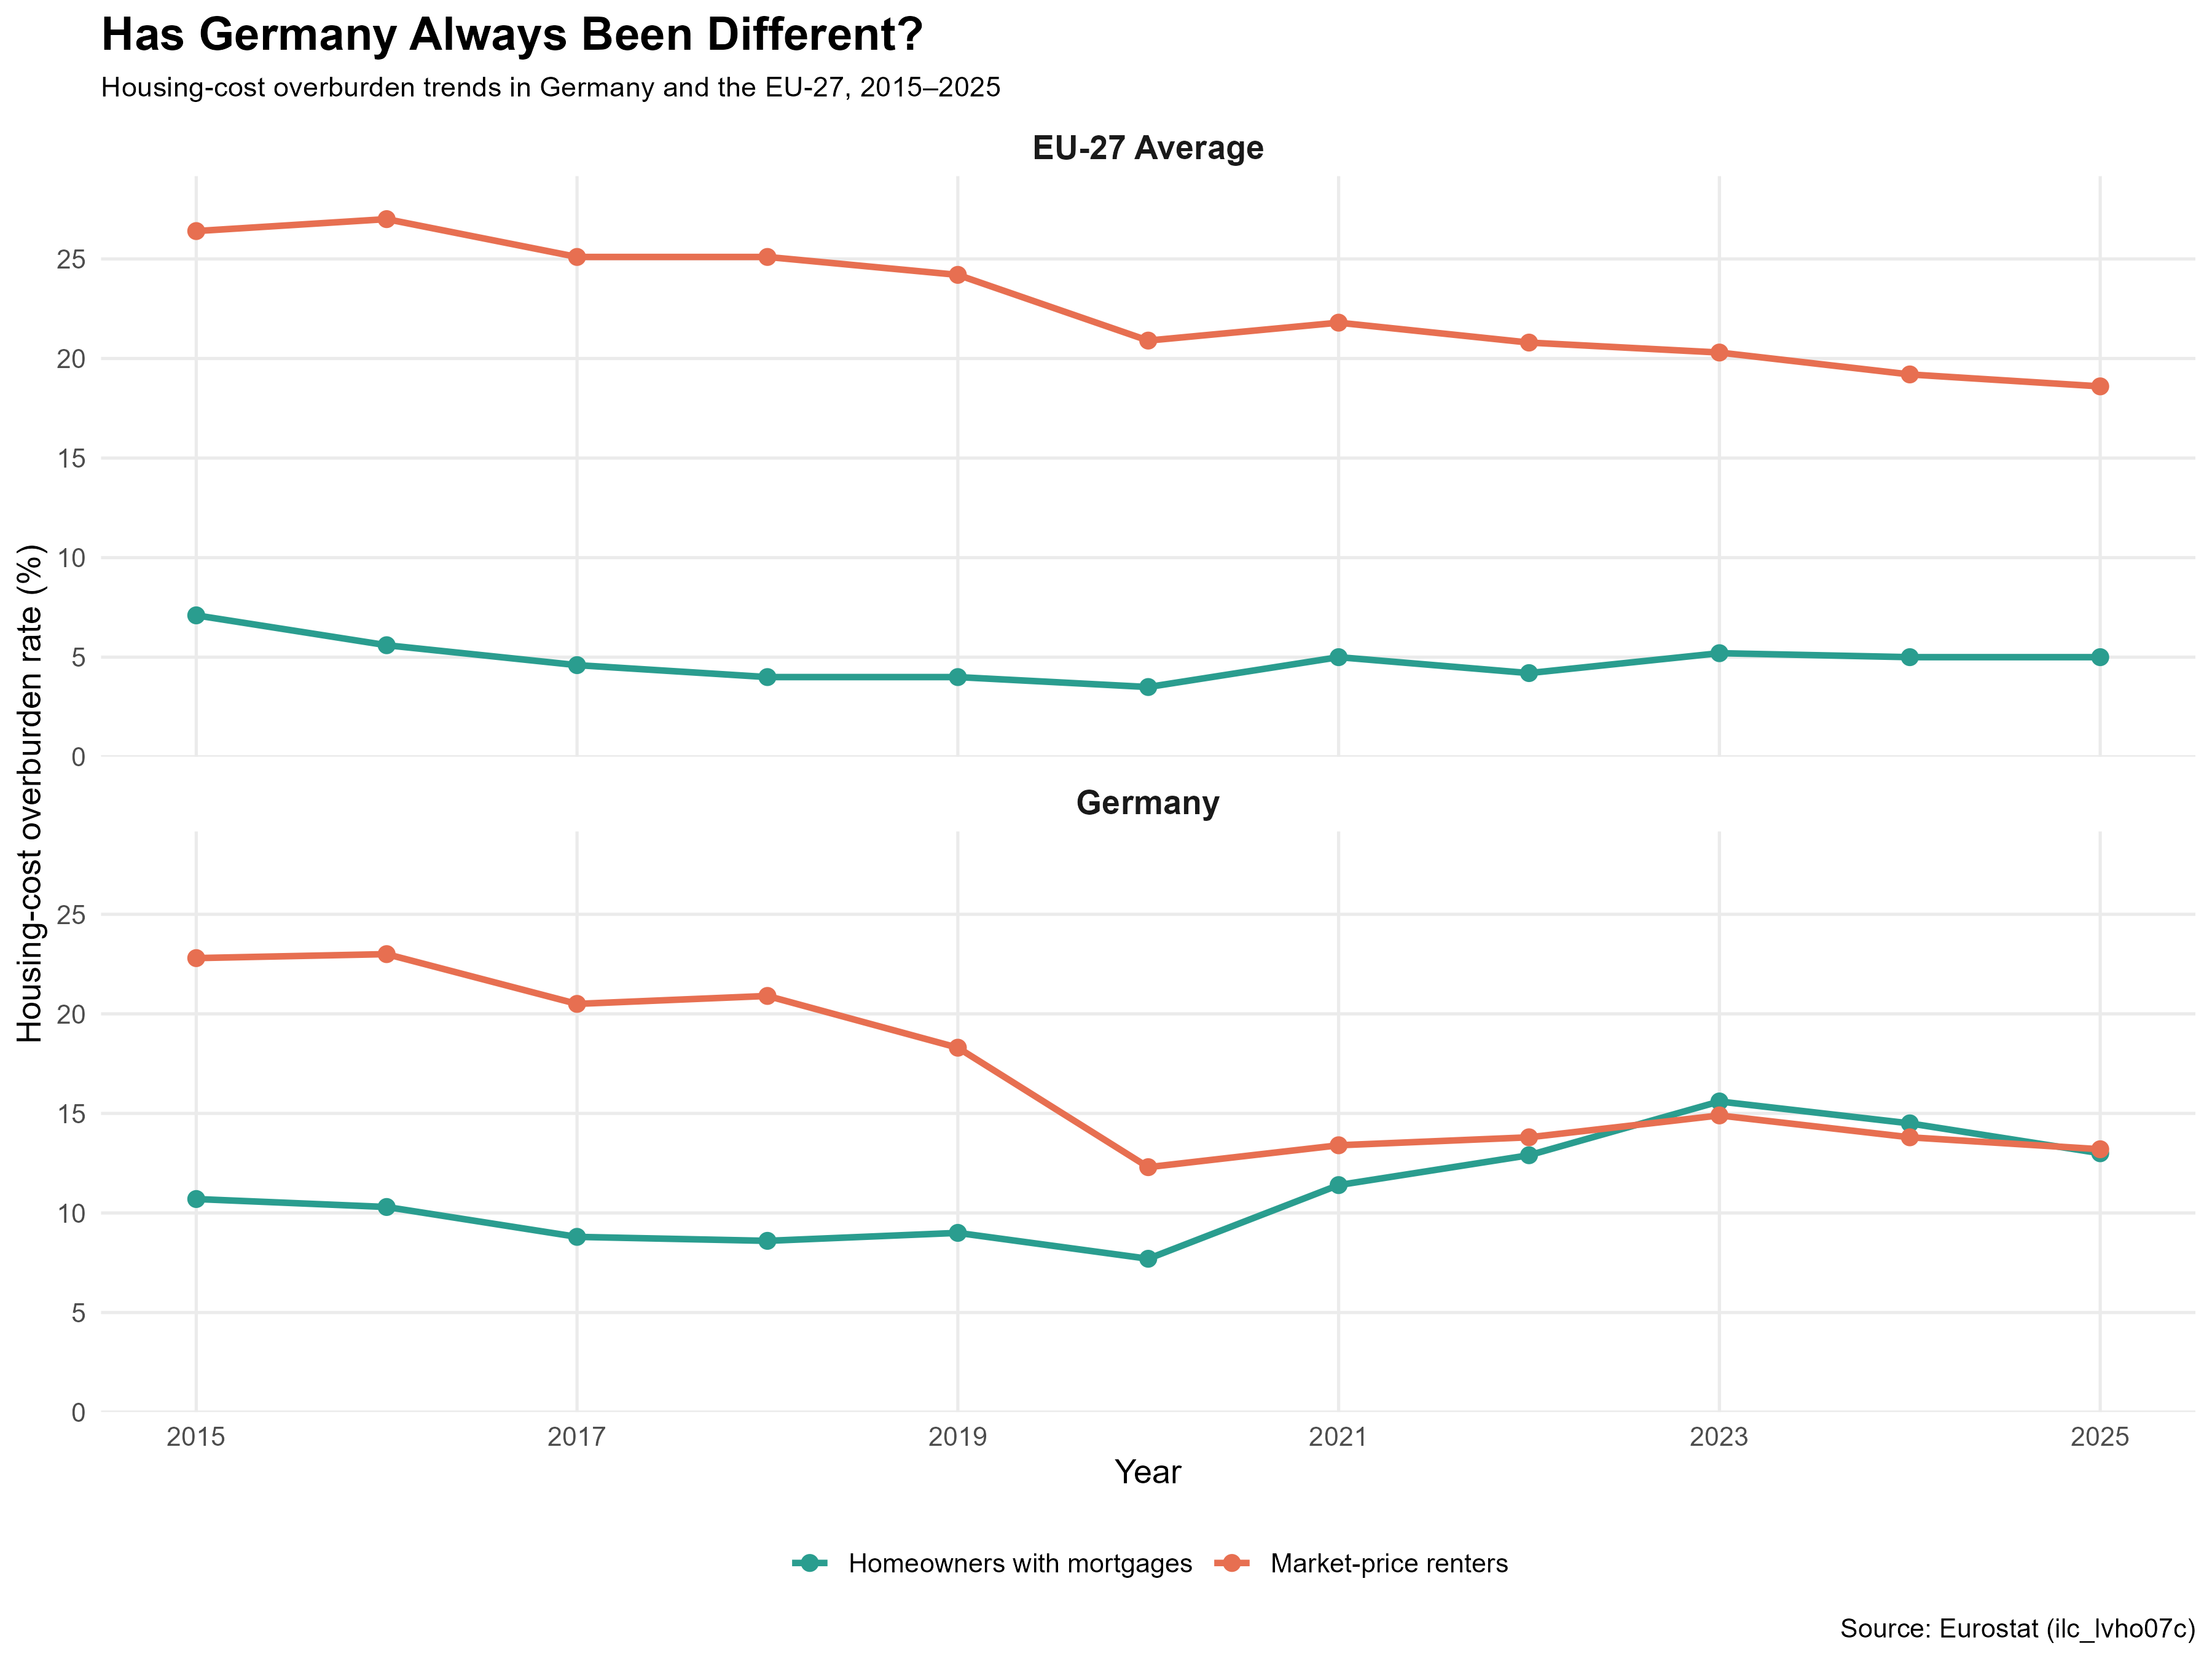 Has Germany Always Been Different?
Housing-cost overburden trends in Germany and the EU-27, 2015–2025
EU-27 Average
25
20
15
10
5
0
Housing-cost overburden rate (%)
Germany
25
20
15
10
5
0
2015 2017 2019 2021 2023 2025
Year
Homeowners with mortgages Market-price renters
Source: Eurostat (ilc_lvho07c)